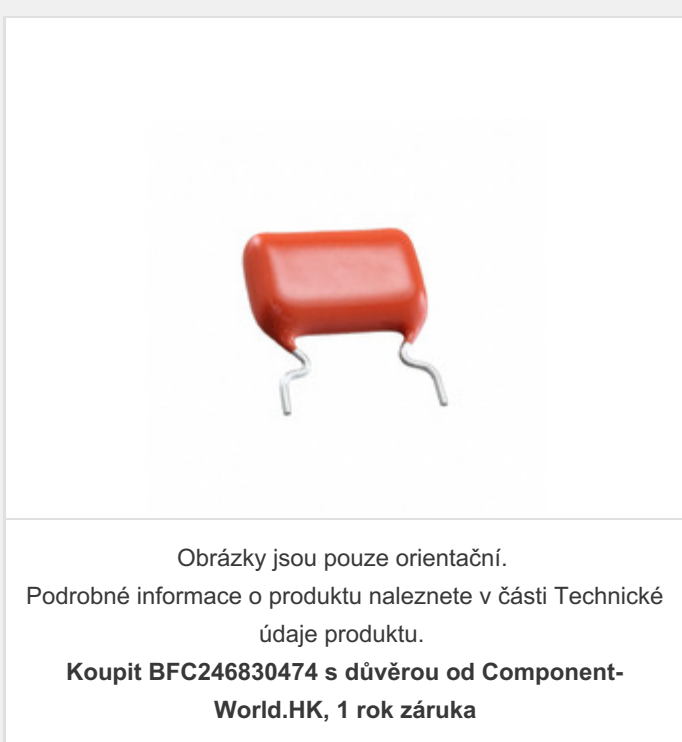 Obrázky jsou pouze orientační.
Podrobné informace o produktu naleznete v části Technické
údaje produktu.
Koupit BFC246830474 s důvěrou od Component-
World.HK, 1 rok záruka